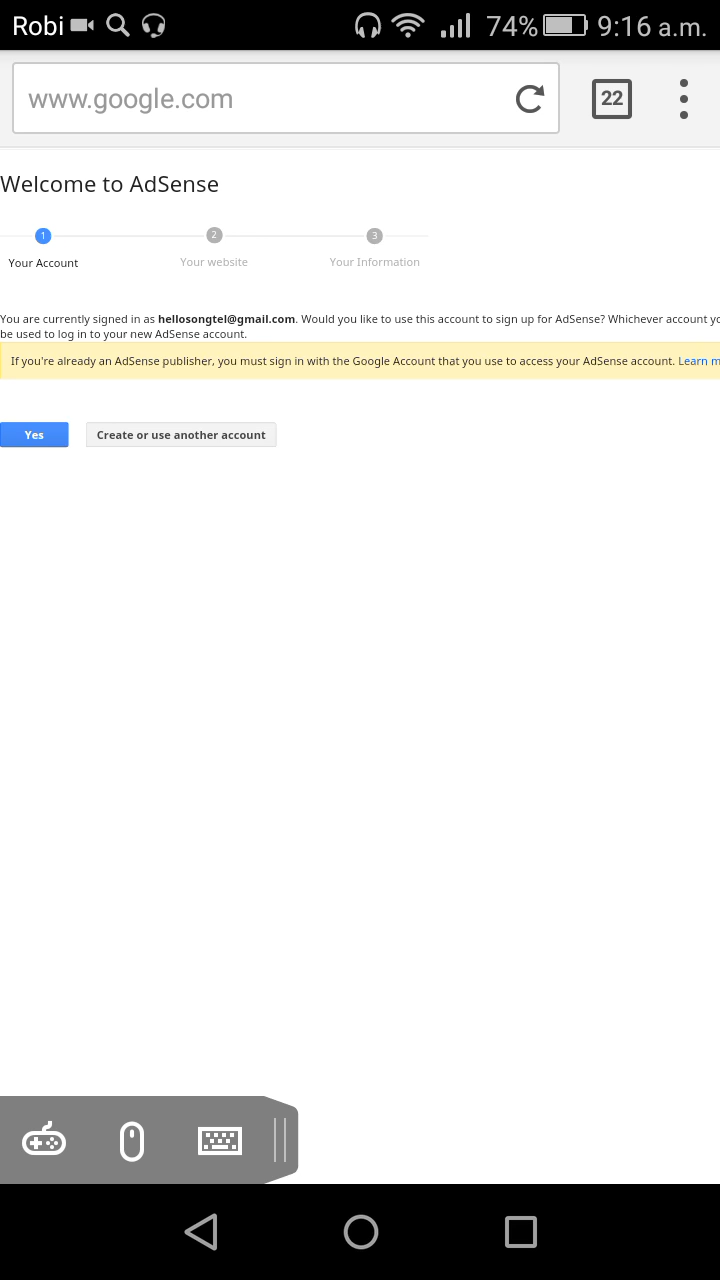 Robi 74% 9:16 a.m.
www.google.com 22
Welcome to AdSense
1 2 3
Your Account Your website Your Information
You are currently signed in as hellosongtel@gmail.com. Would you like to use this account to sign up for AdSense? Whichever account yo
be used to log in to your new AdSense account.
If you're already an AdSense publisher, you must sign in with the Google Account that you use to access your AdSense account. Learn m
Yes Create or use another account